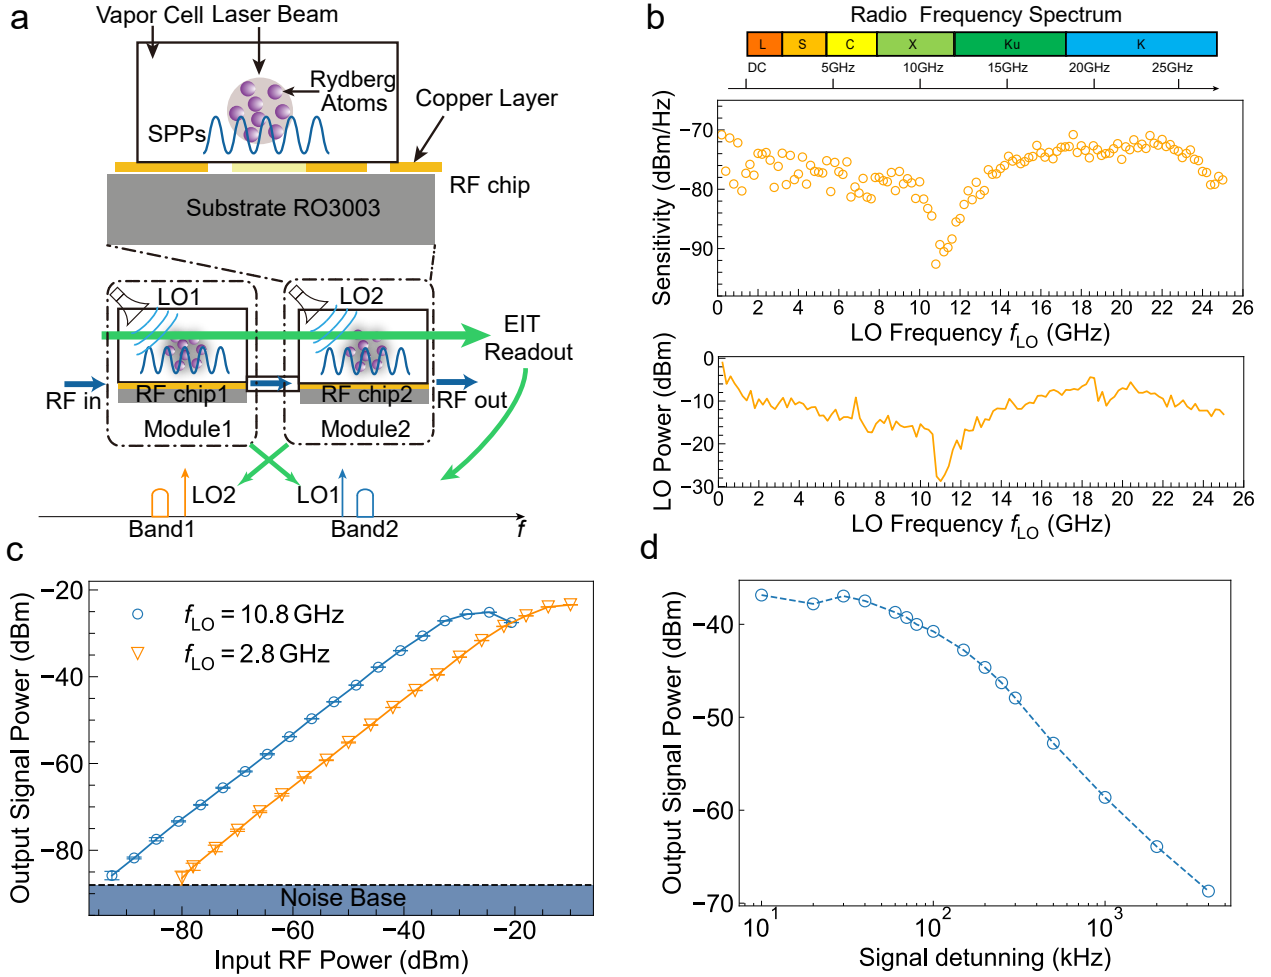 a
Vapor Cell
Laser Beam
Rydberg
Atoms
Copper Layer
SPPs
RF chip
Substrate RO3003
LO1
LO2
EIT
Readout
RF in
RF chip1
RF chip2
RF out
Module1
Module2
LO2
LO1
Band1
Band2
f
b
Radio Frequency Spectrum
L S C X Ku K
DC 5GHz 10GHz 15GHz 20GHz 25GHz
Sensitivity (dBm/Hz)
−70
−80
−90
0 2 4 6 8 10 12 14 16 18 20 22 24 26
LO Frequency fLO (GHz)
LO Power (dBm)
0
−10
−20
−30
0 2 4 6 8 10 12 14 16 18 20 22 24 26
LO Frequency fLO (GHz)
c
Output Signal Power (dBm)
−20
−40
−60
−80
fLO = 10.8 GHz
fLO = 2.8 GHz
Noise Base
−80 −60 −40 −20
Input RF Power (dBm)
d
Output Signal Power (dBm)
−40
−50
−60
−70
10¹ 10² 10³
Signal detunning (kHz)